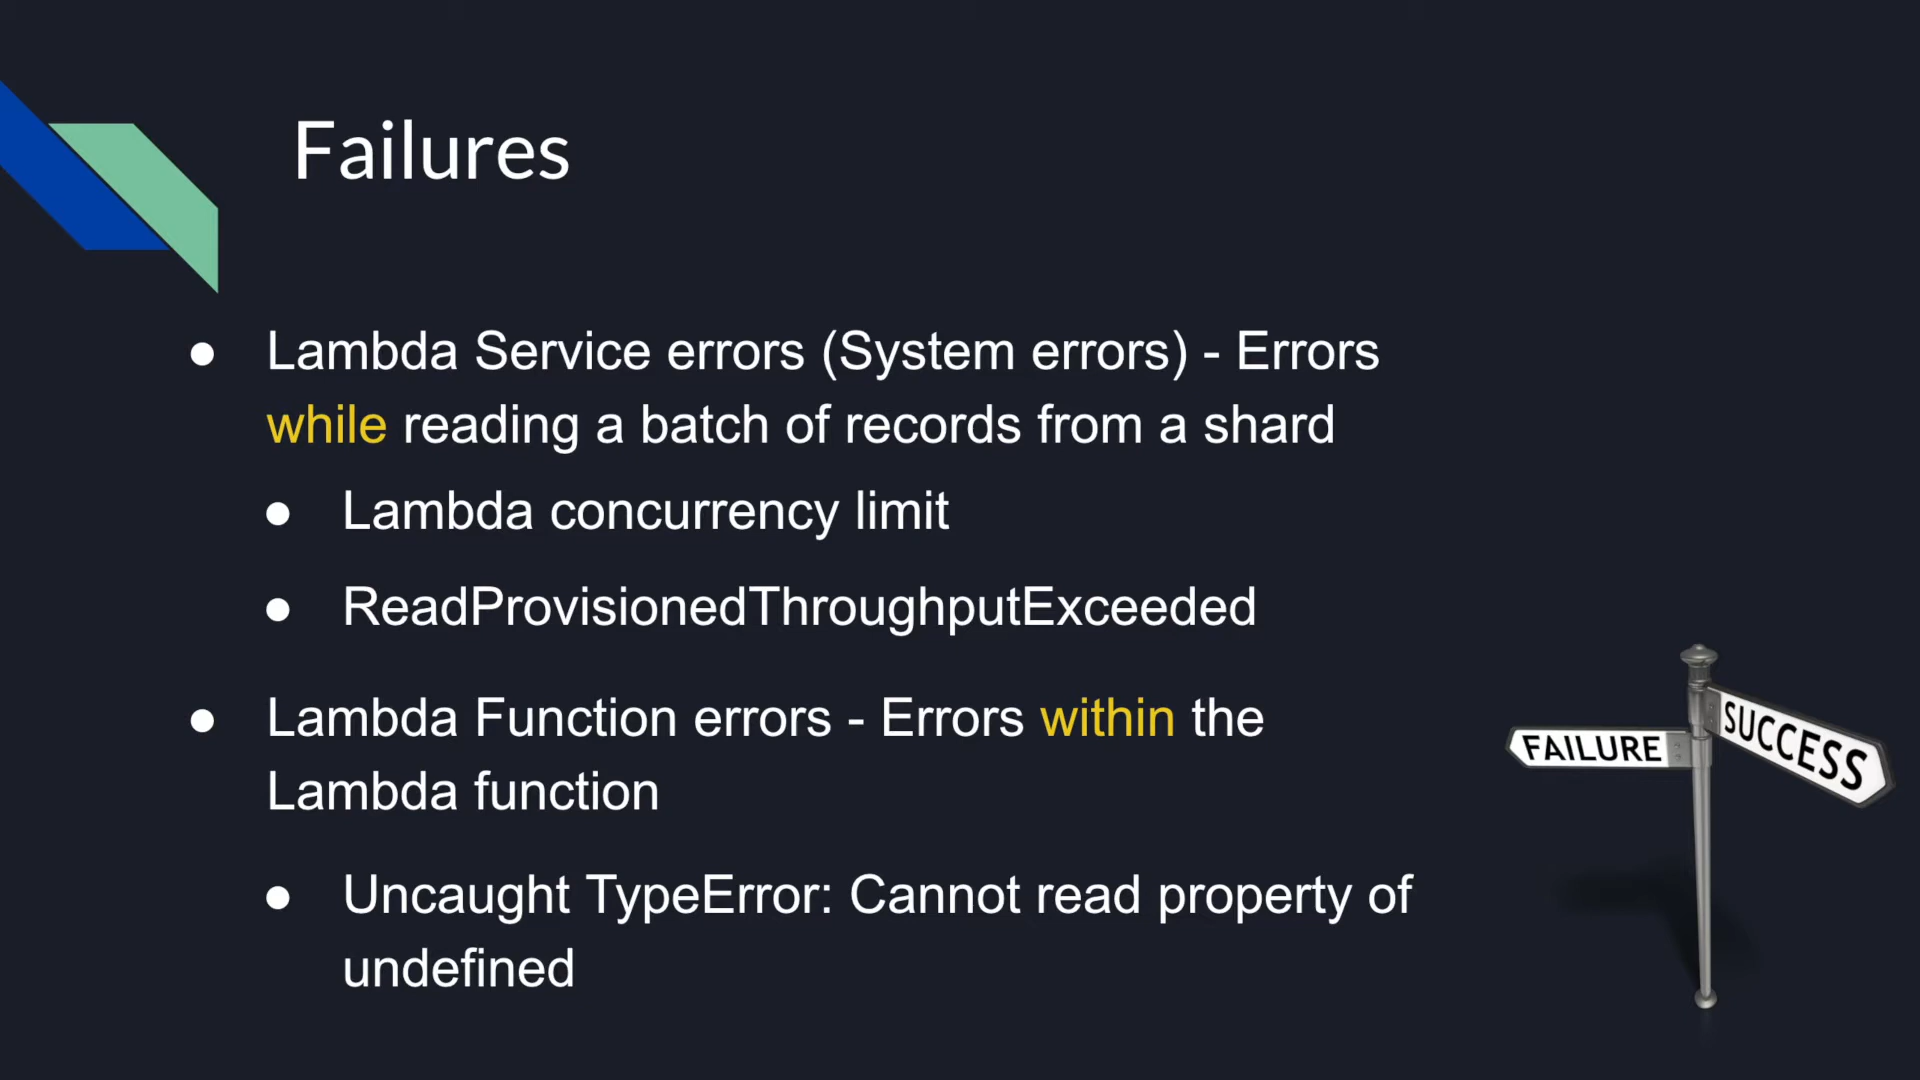 Failures
● Lambda Service errors (System errors) - Errors
while reading a batch of records from a shard
● Lambda concurrency limit
● ReadProvisionedThroughputExceeded
● Lambda Function errors - Errors within the
Lambda function
● Uncaught TypeError: Cannot read property of
undefined
FAILURE
SUCCESS